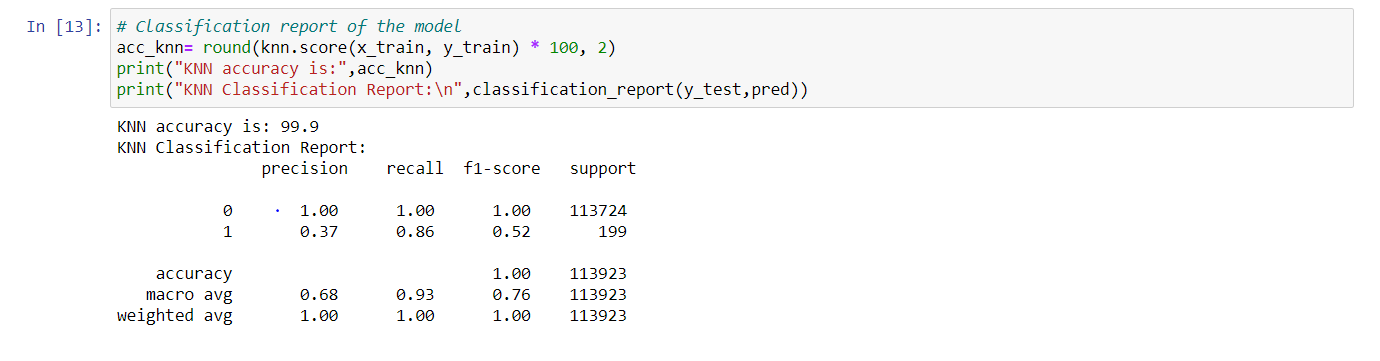 In [13]: # Classification report of the model
acc_knn= round(knn.score(x_train, y_train) * 100, 2)
print("KNN accuracy is:",acc_knn)
print("KNN Classification Report:\n",classification_report(y_test,pred))
KNN accuracy is: 99.9
KNN Classification Report:
precision recall f1-score support
0 1.00 1.00 1.00 113724
1 0.37 0.86 0.52 199
accuracy 1.00 113923
macro avg 0.68 0.93 0.76 113923
weighted avg 1.00 1.00 1.00 113923